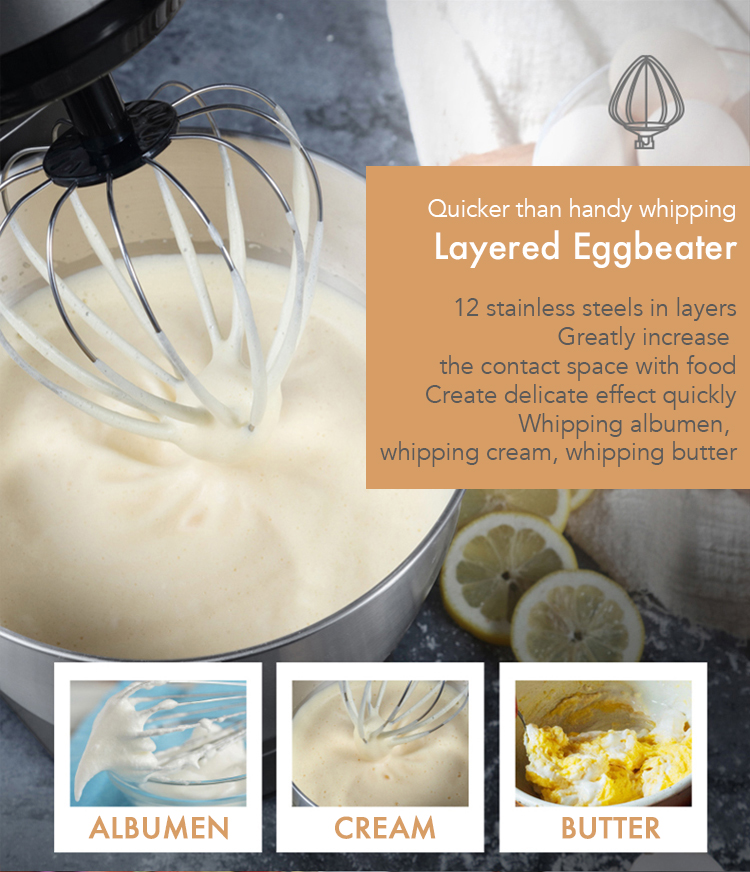 Quicker than handy whipping
Layered Eggbeater
12 stainless steels in layers
Greatly increase
the contact space with food
Create delicate effect quickly
Whipping albumen,
whipping cream, whipping butter
ALBUMEN
CREAM
BUTTER